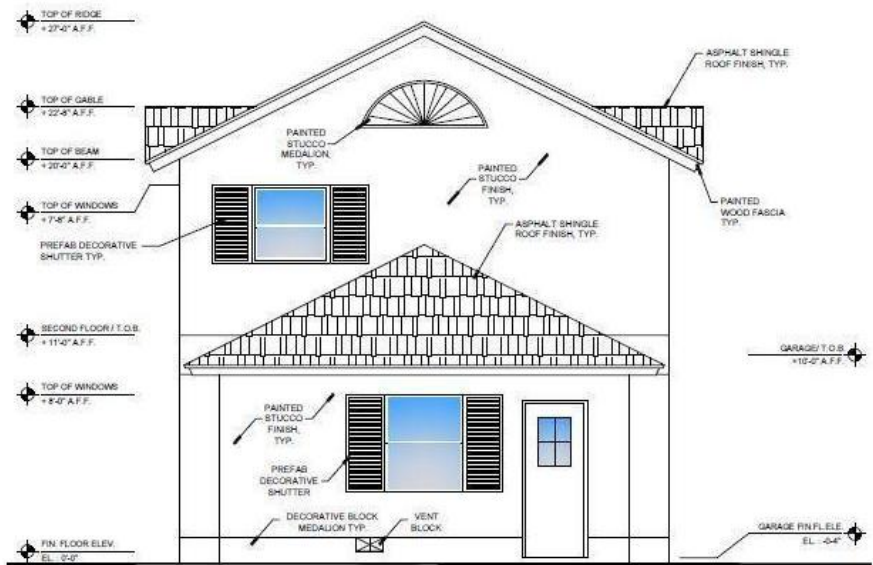 TOP OF RIDGE
+ 27'-0" A.F.F.
ASPHALT SHINGLE
ROOF FINISH, TYP.
TOP OF GABLE
+ 22'-8" A.F.F.
PAINTED
STUCCO
MEDALION,
TYP.
TOP OF BEAM
+ 20'-0" A.F.F.
PAINTED
STUCCO
FINISH,
TYP.
PAINTED
WOOD FASCIA
TYP.
TOP OF WINDOWS
+ 7'-8" A.F.F.
ASPHALT SHINGLE
ROOF FINISH, TYP.
PREFAB DECORATIVE
SHUTTER TYP.
SECOND FLOOR / T.O.B.
+ 11'-0" A.F.F.
GARAGE/ T.O.B.
+10'-0" A.F.F.
TOP OF WINDOWS
+ 8'-0" A.F.F.
PAINTED
STUCCO
FINISH,
TYP.
PREFAB
DECORATIVE
SHUTTER
DECORATIVE BLOCK
MEDALION TYP.
VENT
BLOCK
GARAGE FIN FL.ELE.
EL. : -0-4"
FIN. FLOOR ELEV.
EL. : 0'-0"